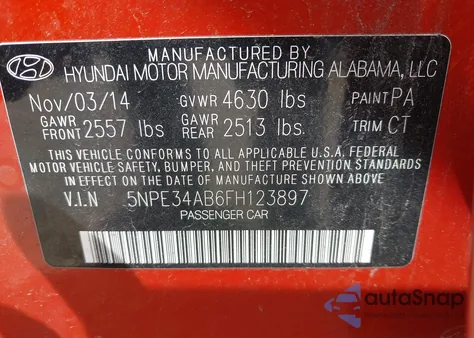 MANUFACTURED BY
HYUNDAI MOTOR MANUFACTURING ALABAMA, LLC
Nov/03/14 GVWR 4630 lbs PAINT PA
GAWR FRONT 2557 lbs GAWR REAR 2513 lbs. TRIM CT
THIS VEHICLE CONFORMS TO ALL APPLICABLE U.S.A. FEDERAL
MOTOR VEHICLE SAFETY, BUMPER, AND THEFT PREVENTION
STANDARDS IN EFFECT ON THE DATE OF MANUFACTURE SHOWN ABOVE.
V.I.N 5NPE34AB6FH123897
PASSENGER CAR
autoSnap